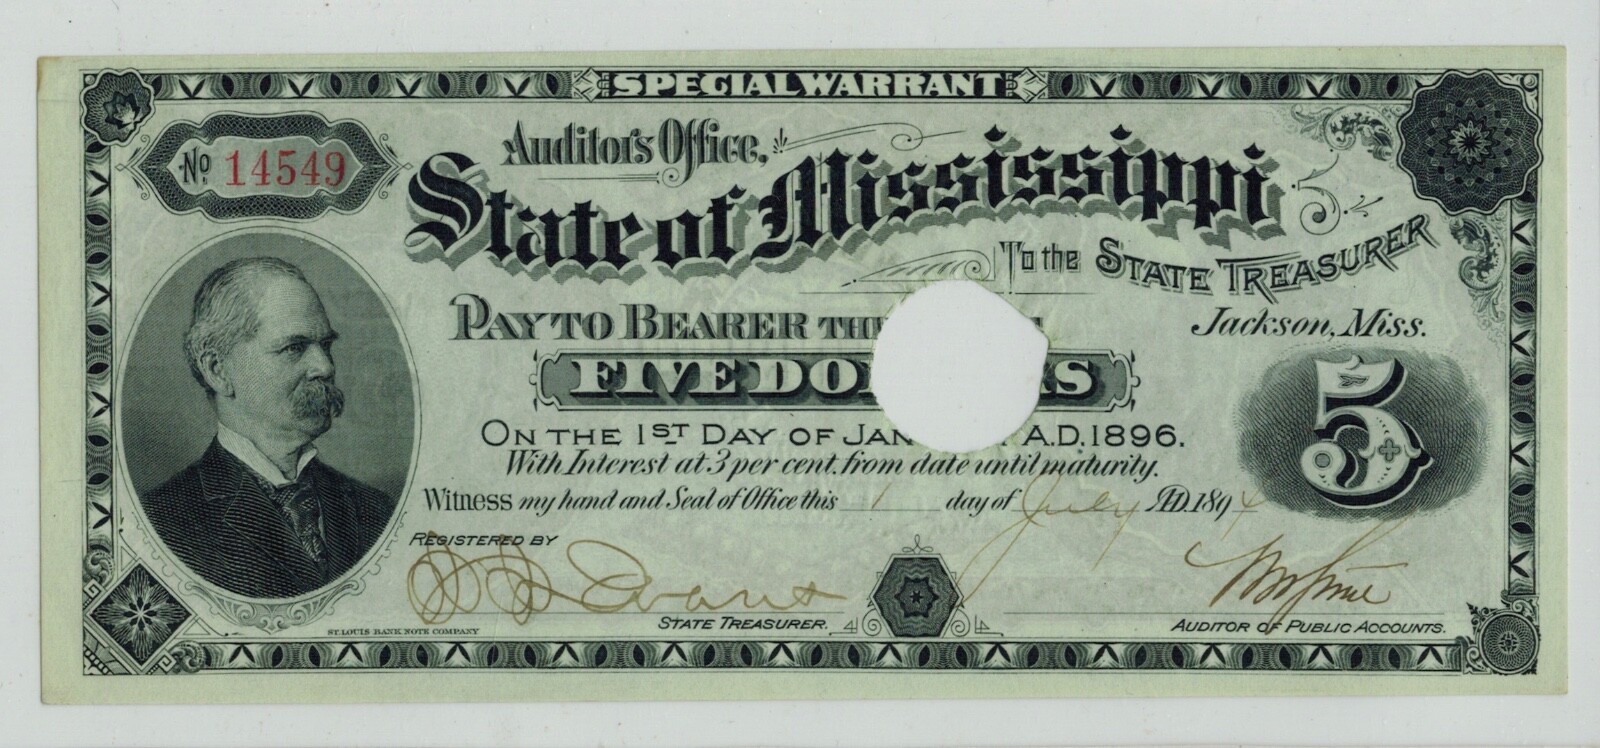 SPECIAL WARRANT
No. 14549
Auditor's Office,
State of Mississippi
5
To the STATE TREASURER
PAY TO BEARER THE
Jackson, Miss.
FIVE DO S
5
ON THE 1ST DAY OF JAN A.D. 1896.
With Interest at 3 per cent. from date until maturity.
Witness my hand and Seal of Office this 1 day of July A.D. 1894
REGISTERED BY
Evans
STATE TREASURER.
AUDITOR OF PUBLIC ACCOUNTS.
ST. LOUIS BANK NOTE COMPANY